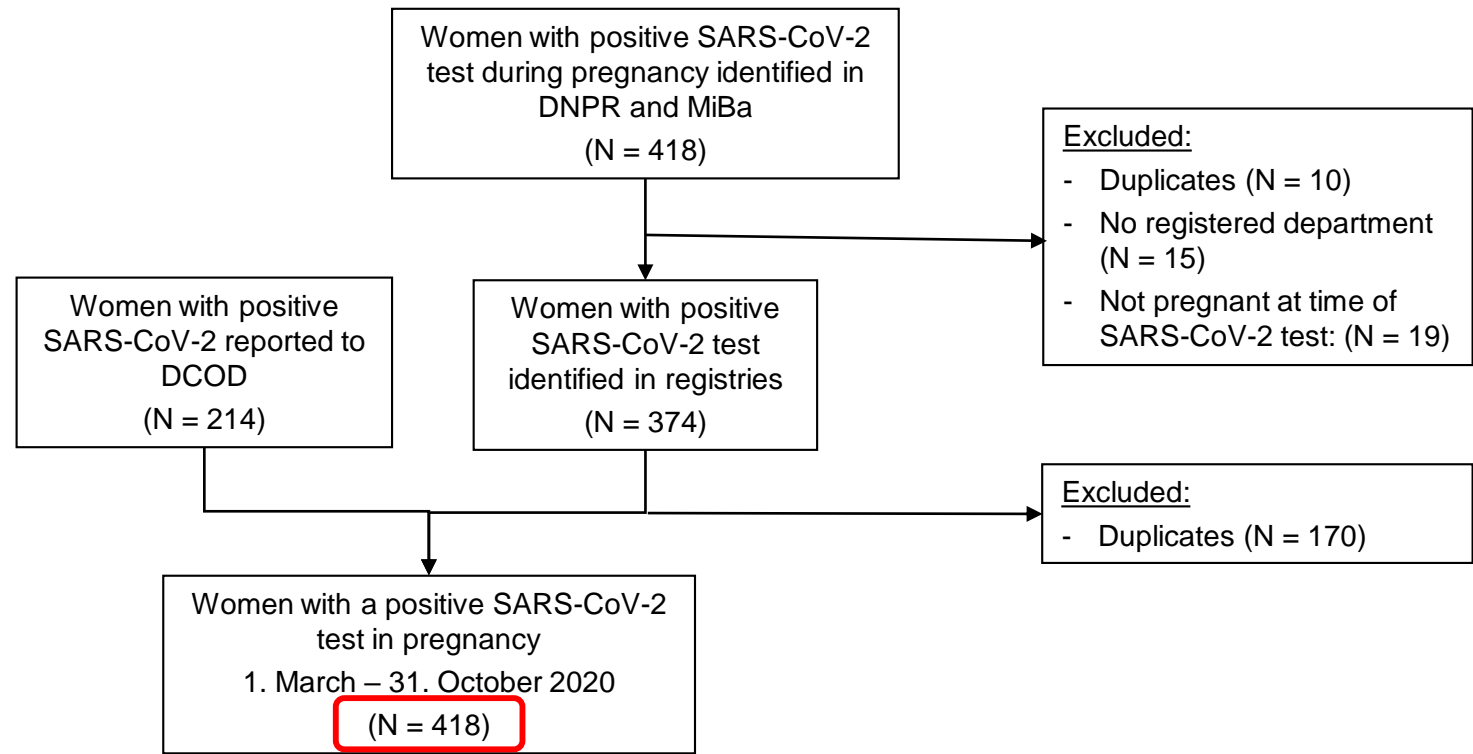 Women with positive SARS-CoV-2
test during pregnancy identified in
DNPR and MiBa
(N = 418)
Excluded:
- Duplicates (N = 10)
- No registered department
(N = 15)
- Not pregnant at time of
SARS-CoV-2 test: (N = 19)
Women with positive
SARS-CoV-2 reported to
DCOD
(N = 214)
Women with positive
SARS-CoV-2 test
identified in registries
(N = 374)
Excluded:
- Duplicates (N = 170)
Women with a positive SARS-CoV-2
test in pregnancy
1. March – 31. October 2020
(N = 418)